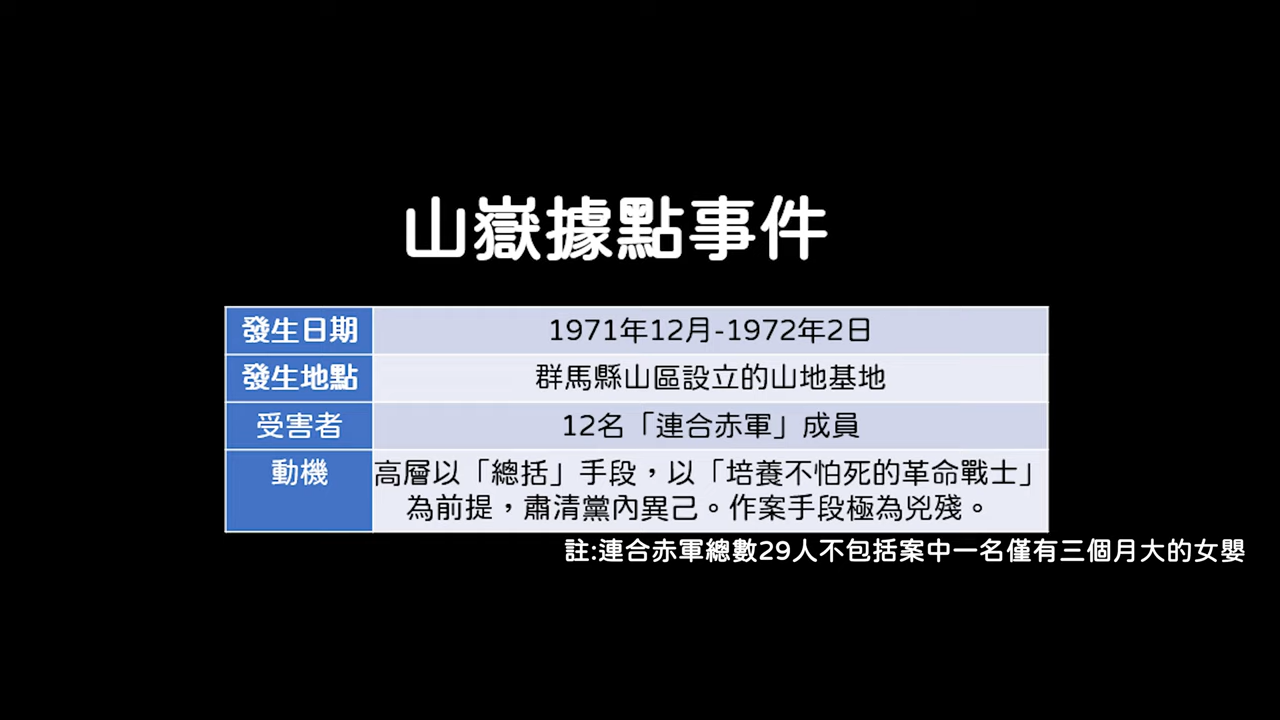 山嶽據點事件
發生日期 1971年12月-1972年2日
發生地點 群馬縣山區設立的山地基地
受害者 12名「連合赤軍」成員
動機 高層以「總括」手段，以「培養不怕死的革命戰士」
為前提，肅清黨內異己。作案手段極為兇殘。
註:連合赤軍總數29人不包括案中一名僅有三個月大的女嬰